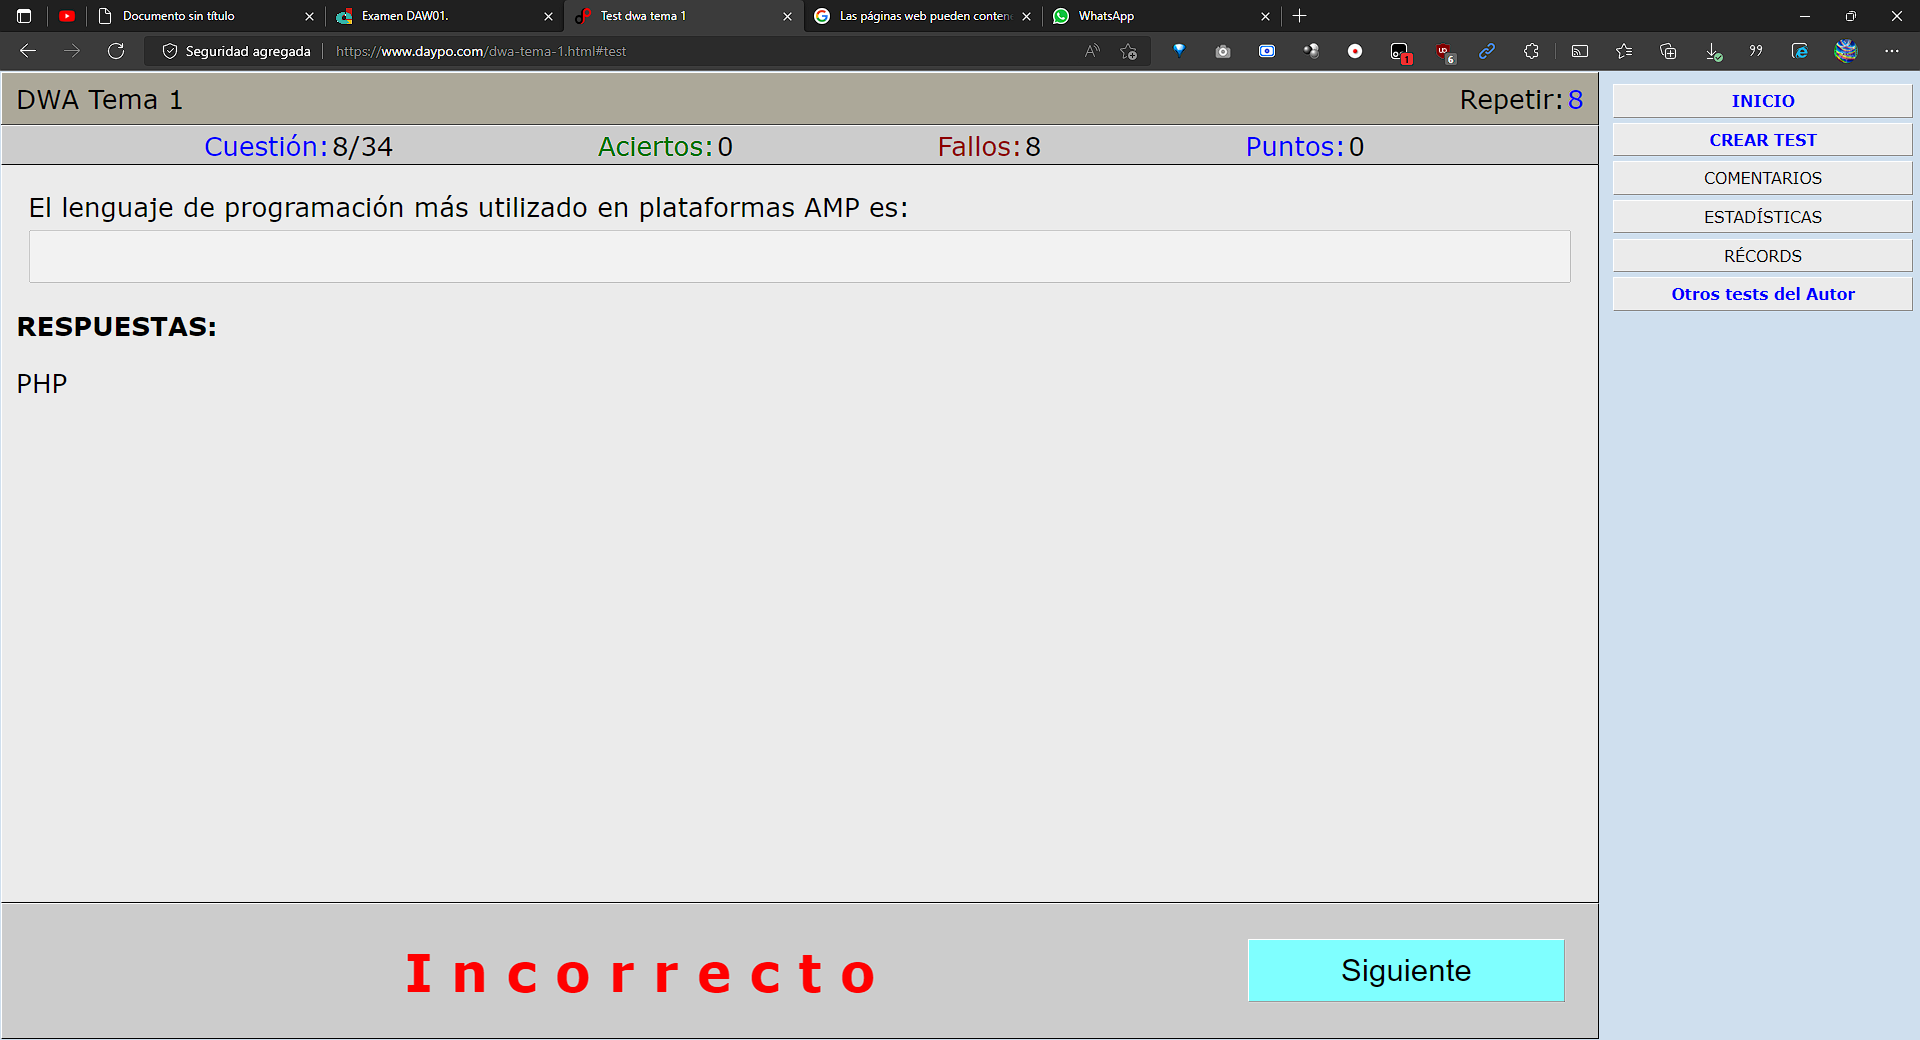 Documento sin título
Examen DAW01.
Test dwa tema 1
Las páginas web pueden conten
WhatsApp
Seguridad agregada
https://www.daypo.com/dwa-tema-1.html#test
1
6
DWA Tema 1
Repetir: 8
Cuestión: 8/34
Aciertos: 0
Fallos: 8
Puntos: 0
El lenguaje de programación más utilizado en plataformas AMP es:
RESPUESTAS:
PHP
Incorrecto
Siguiente
INICIO
CREAR TEST
COMENTARIOS
ESTADÍSTICAS
RÉCORDS
Otros tests del Autor